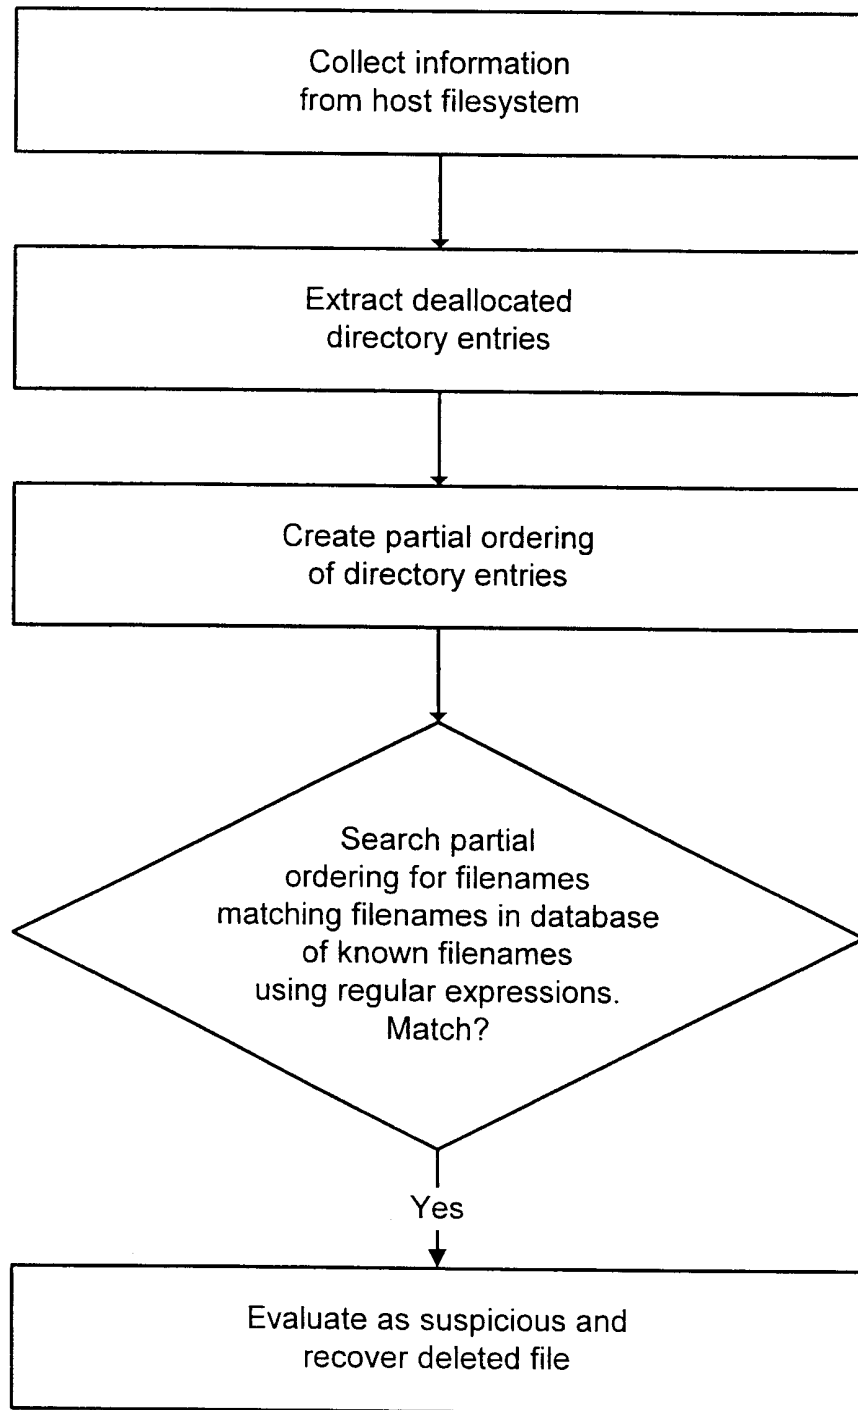 Collect information
from host filesystem
Extract deallocated
directory entries
Create partial ordering
of directory entries
Search partial
ordering for filenames
matching filenames in database
of known filenames
using regular expressions.
Match?
Yes
Evaluate as suspicious and
recover deleted file